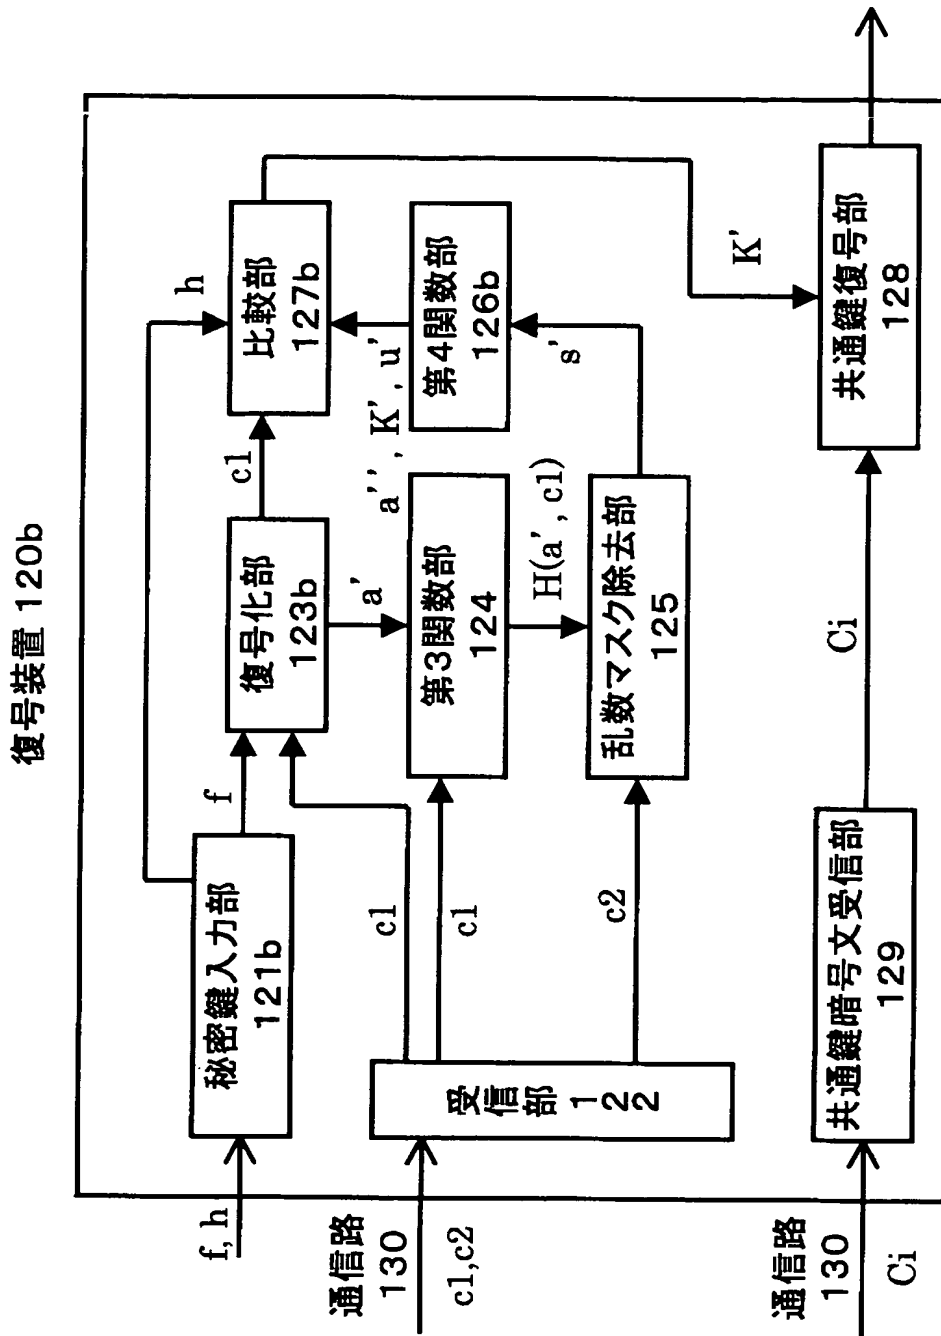 復号装置 120b
f, h
秘密鍵入力部
121b
f
h
復号化部
123b
c1
比較部
127b
a'
a'' , K' , u'
通信路
130
c1,c2
受信部 122
c1
c1
c2
第3関数部
124
第4関数部
126b
H(a' , c1)
s'
乱数マスク除去部
125
K'
通信路
130
Ci
共通鍵暗号文受信部
129
Ci
共通鍵復号部
128